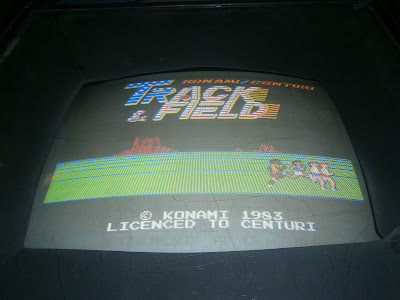 KONAMI/CENTURI
TRACK
& FIELD
© KONAMI 1983
LICENCED TO CENTURI